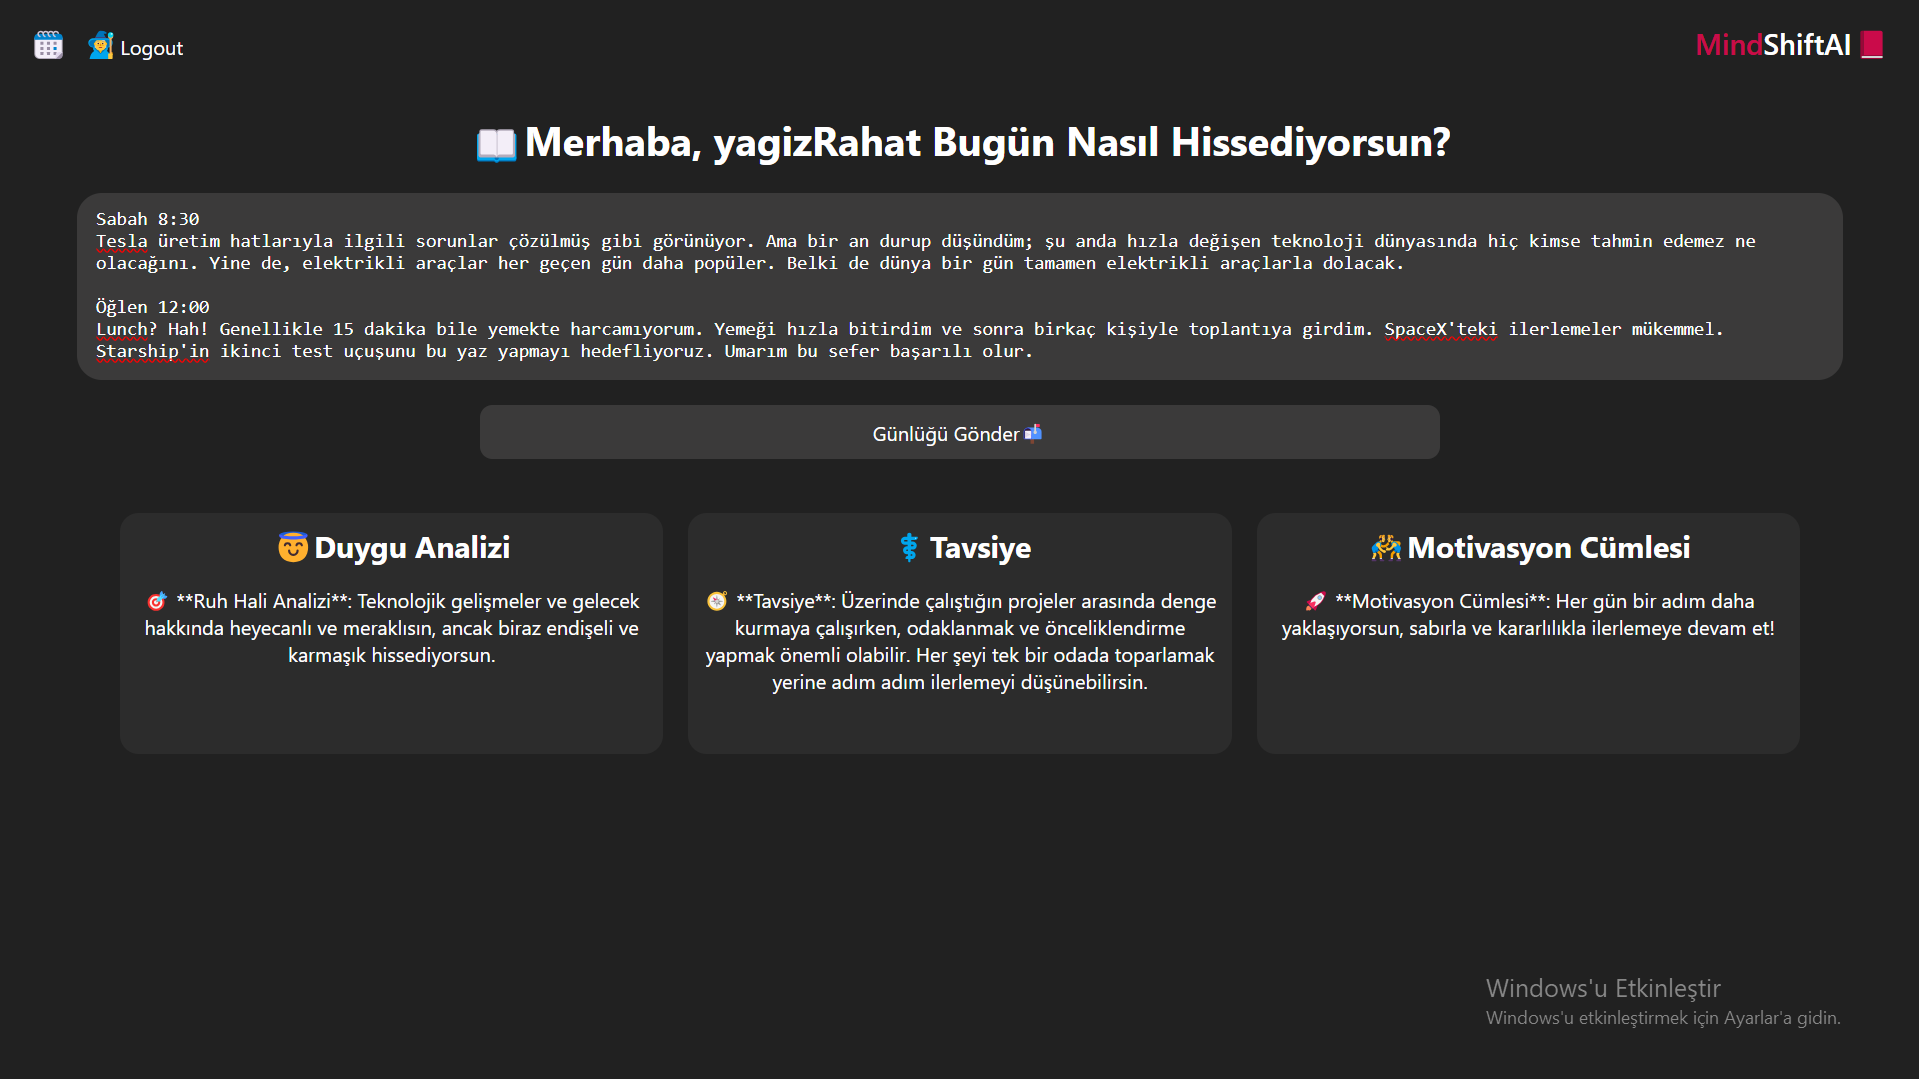 Logout
MindShiftAI
Merhaba, yagizRahat Bugün Nasıl Hissediyorsun?
Sabah 8:30
Tesla üretim hatlarıyla ilgili sorunlar çözülmüş gibi görünüyor. Ama bir an durup düşündüm; şu anda hızla değişen teknoloji dünyasında hiç kimse tahmin edemez ne
olacağını. Yine de, elektrikli araçlar her geçen gün daha popüler. Belki de dünya bir gün tamamen elektrikli araçlarla dolacak.
Öğlen 12:00
Lunch? Hah! Genellikle 15 dakika bile yemekte harcamıyorum. Yemeği hızla bitirdim ve sonra birkaç kişiyle toplantıya girdim. SpaceX'teki ilerlemeler mükemmel.
Starship'in ikinci test uçuşunu bu yaz yapmayı hedefliyoruz. Umarım bu sefer başarılı olur.
Günlüğü Gönder
Duygu Analizi
**Ruh Hali Analizi**: Teknolojik gelişmeler ve gelecek
hakkında heyecanlı ve meraklısın, ancak biraz endişeli ve
karmaşık hissediyorsun.
Tavsiye
**Tavsiye**: Üzerinde çalıştığın projeler arasında denge
kurmaya çalışırken, odaklanmak ve önceliklendirme
yapmak önemli olabilir. Her şeyi tek bir odada toparlamak
yerine adım adım ilerlemeyi düşünebilirsin.
Motivasyon Cümlesi
**Motivasyon Cümlesi**: Her gün bir adım daha
yaklaşıyorsun, sabırla ve kararlılıkla ilerlemeye devam et!
Windows'u Etkinleştir
Windows'u etkinleştirmek için Ayarlar'a gidin.